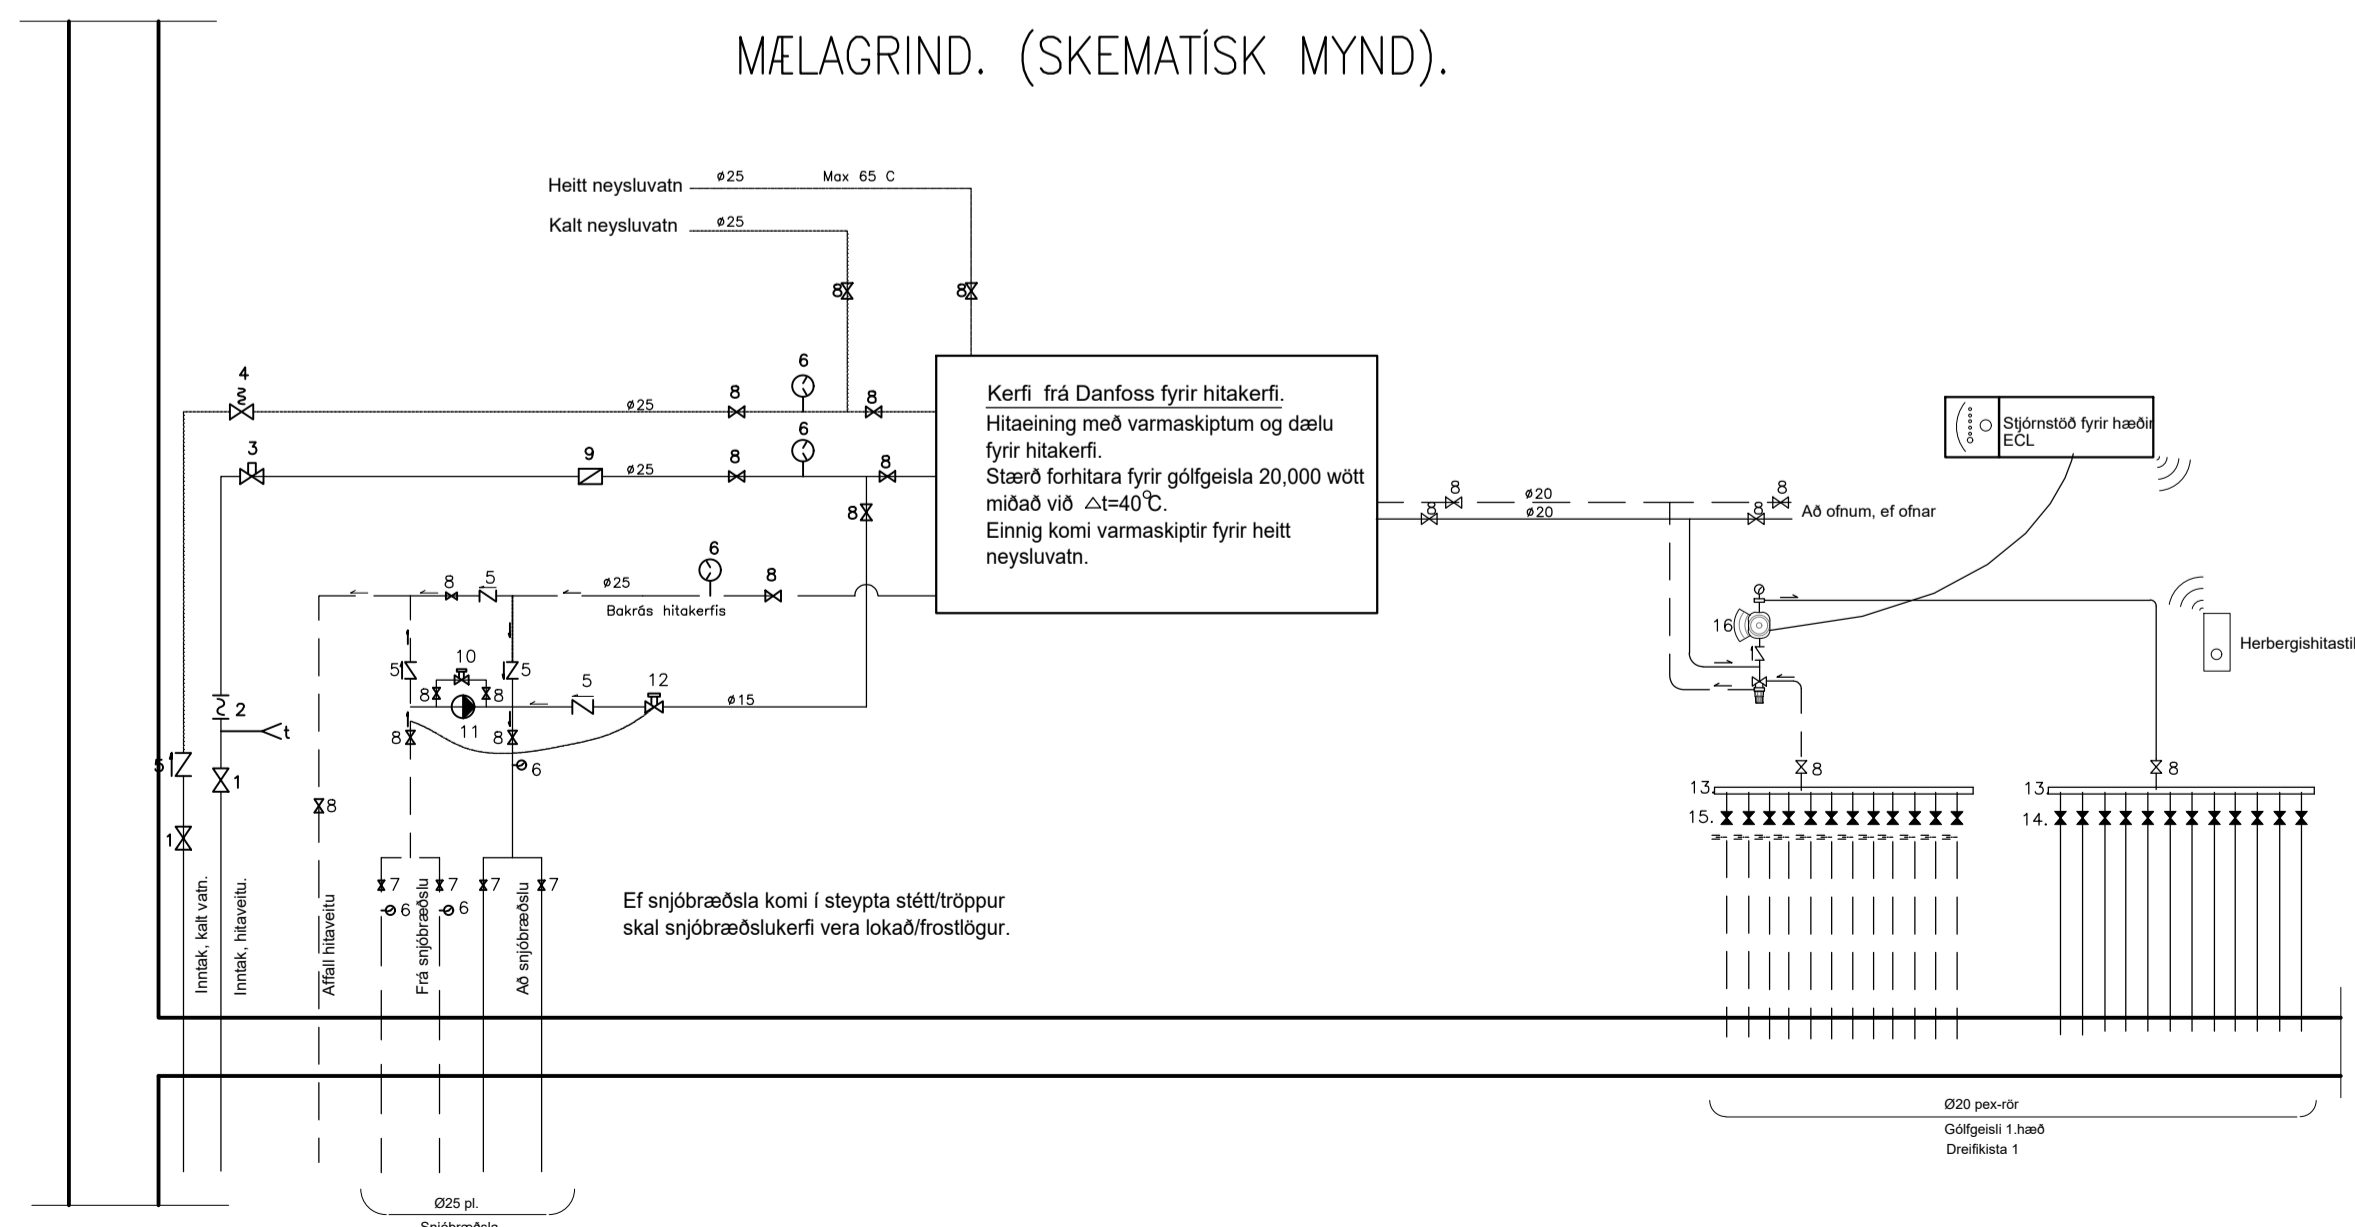 MÆLAGRIND. (SKEMATÍSK MYND).
Heitt neysluvatn
ø25
Max 65 C
Kalt neysluvatn
ø25
8
8
4
ø25
8
6
8
3
9
ø25
8
6
8
8
Kerfi frá Danfoss fyrir hitakerfi.
Hitaeining með varmaskiptum og dælu
fyrir hitakerfi.
Stærð forhitara fyrir gólfgeisla 20,000 wött
miðað við △t=40°C.
Einnig komi varmaskiptir fyrir heitt
neysluvatn.
Stjórnstöð fyrir hæðir
ECL
8
ø20
8
8
ø20
8
Að ofnum, ef ofnar
8
5
ø25
6
8
Bakrás hitakerfis
16
Herbergishitastil
5
10
5
8
8
5
12
ø15
11
8
8
6
2
t
5
1
1
8
8
8
13.
13.
15.
14.
7
7
7
7
6
6
Inntak, kalt vatn.
Inntak, hitaveitu.
Affall hitaveitu
Frá snjóbræðslu
Að snjóbræðslu
Ef snjóbræðsla komi í steypta stétt/tröppur
skal snjóbræðslukerfi vera lokað/frostlögur.
Ø20 pex-rör
Gólfgeisli 1.hæð
Dreifikista 1
Ø25 pl.
Snjóbræðsla